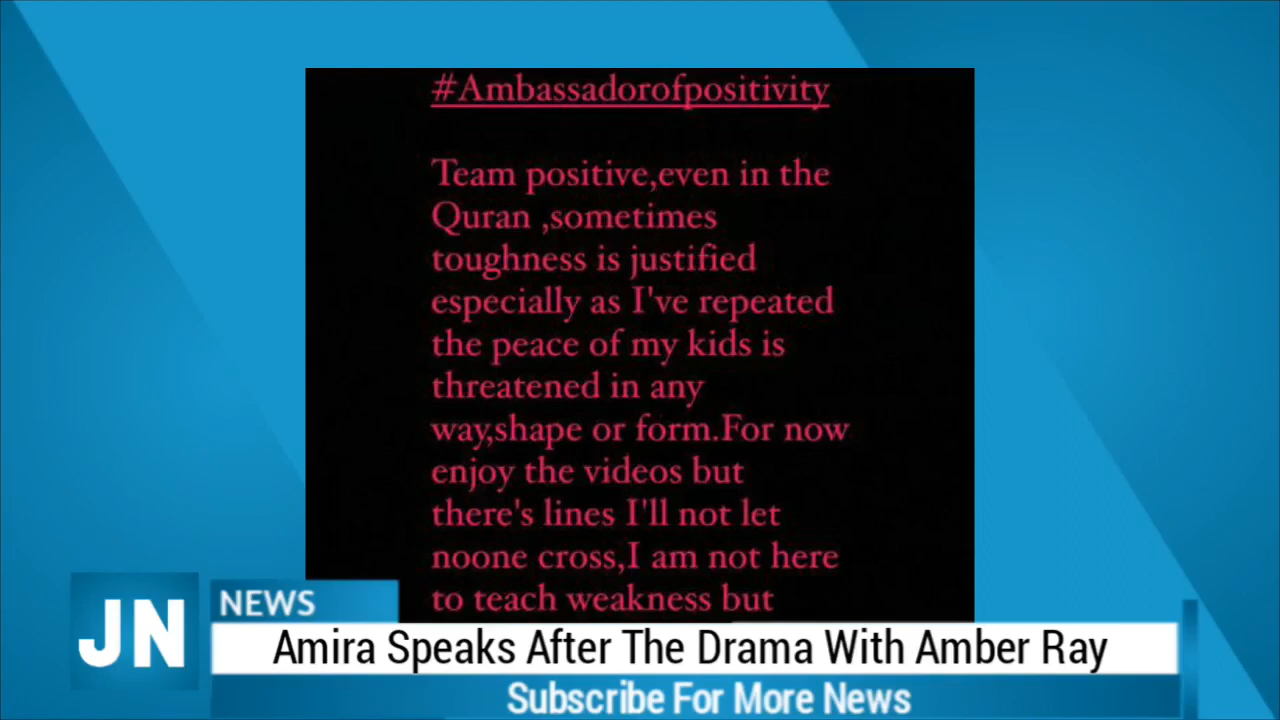 #Ambassadorofpositivity
Team positive,even in the
Quran ,sometimes
toughness is justified
especially as I've repeated
the peace of my kids is
threatened in any
way,shape or form.For now
enjoy the videos but
there's lines I'll not let
noone cross,I am not here
to teach weakness but
JN
NEWS
Amira Speaks After The Drama With Amber Ray
Subscribe For More News